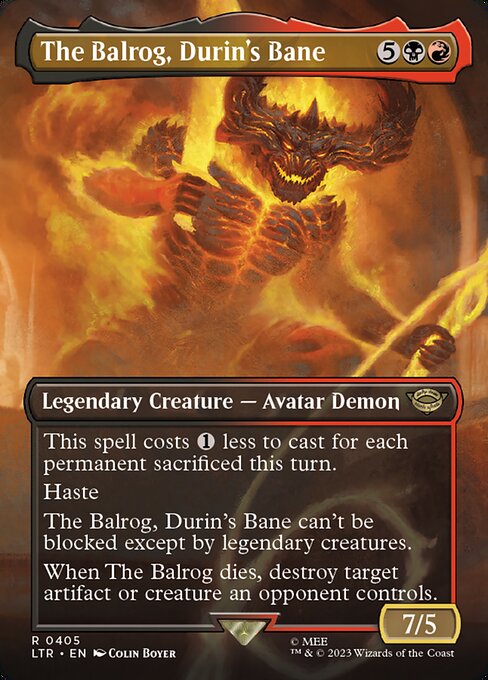 The Balrog, Durin's Bane 5
Legendary Creature — Avatar Demon
This spell costs 1 less to cast for each
permanent sacrificed this turn.
Haste
The Balrog, Durin's Bane can't be
blocked except by legendary creatures.
When The Balrog dies, destroy target
artifact or creature an opponent controls.
7/5
R 0405
LTR • EN Colin Boyer
© MEE
™ & © 2023 Wizards of the Coast